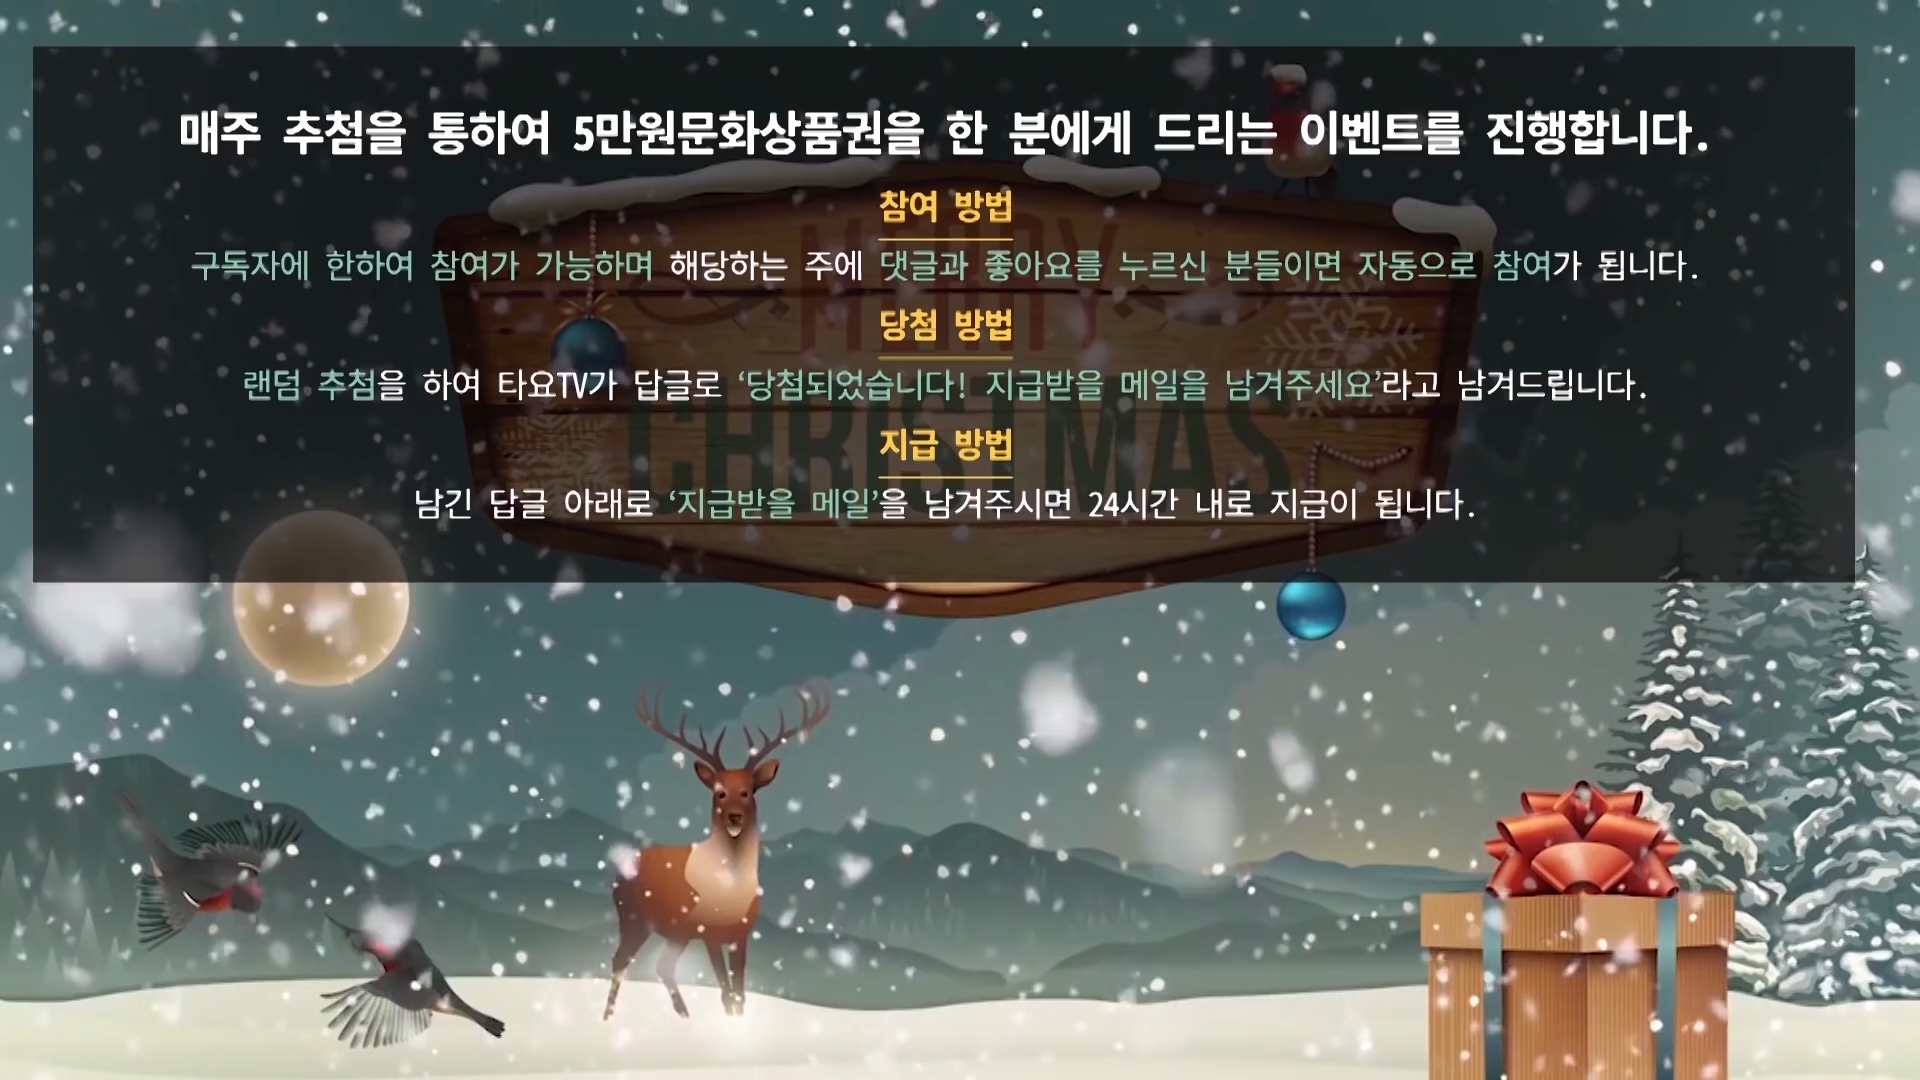 매주 추첨을 통하여 5만원문화상품권을 한 분에게 드리는 이벤트를 진행합니다.
참여 방법
구독자에 한하여 참여가 가능하며 해당하는 주에 댓글과 좋아요를 누르신 분들이면 자동으로 참여가 됩니다.
당첨 방법
랜덤 추첨을 하여 타요TV가 답글로 ‘당첨되었습니다! 지급받을 메일을 남겨주세요’라고 남겨드립니다.
지급 방법
남긴 답글 아래로 ‘지급받을 메일’을 남겨주시면 24시간 내로 지급이 됩니다.
MERRY
CHRISTMAS